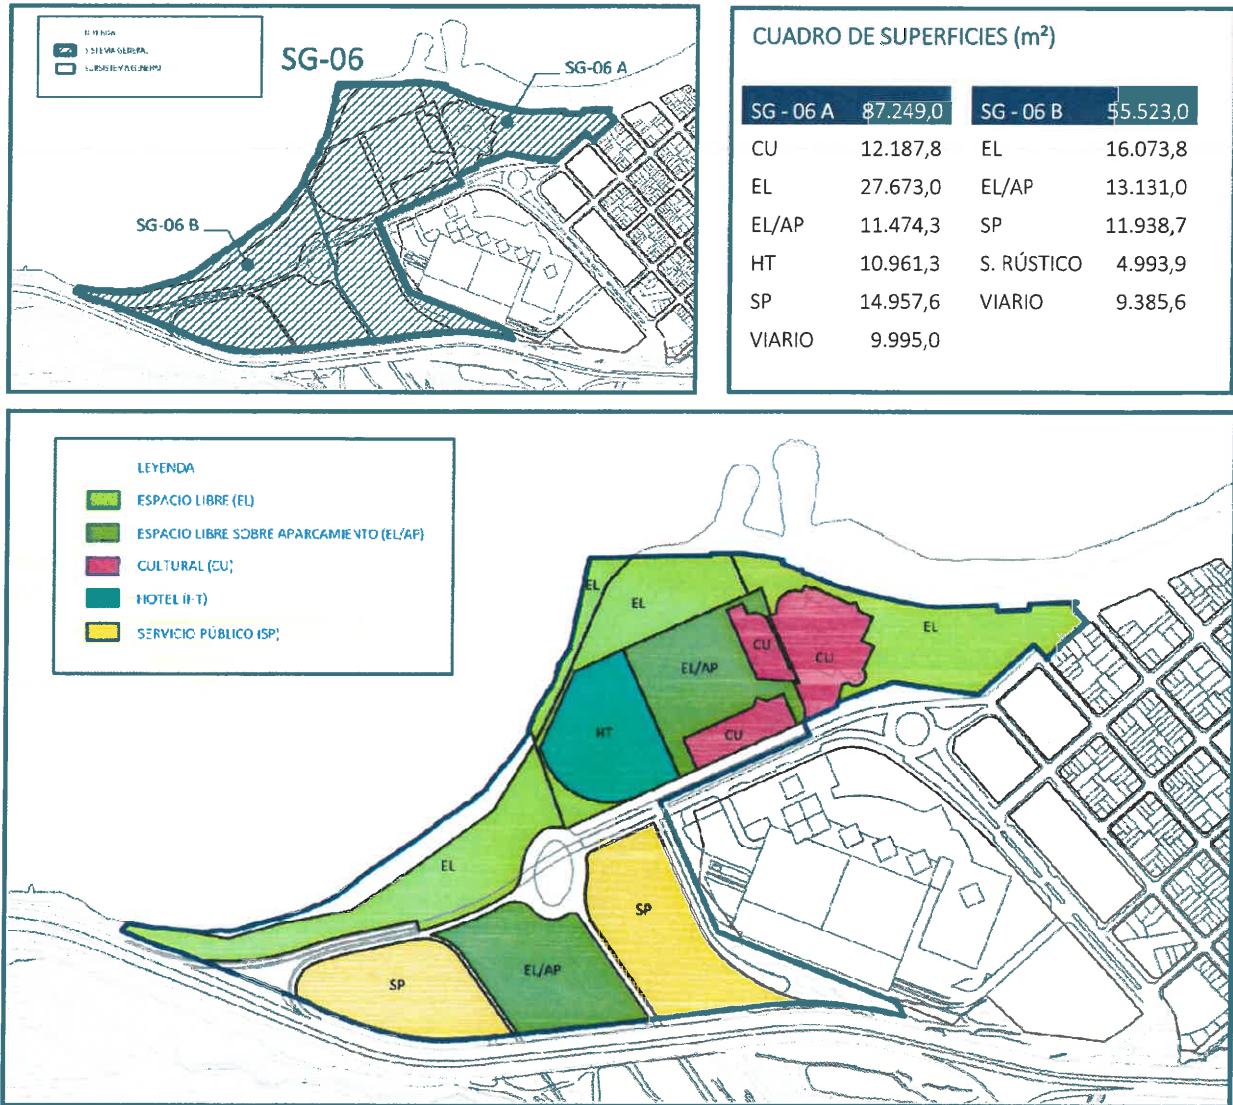 LEYENDA
SISTEMA GENERAL
SUBSISTEMA GENERAL
SG-06
SG-06 A
SG-06 B
CUADRO DE SUPERFICIES (m²)
SG - 06 A 87.249,0 SG - 06 B 55.523,0
CU 12.187,8 EL 16.073,8
EL 27.673,0 EL/AP 13.131,0
EL/AP 11.474,3 SP 11.938,7
HT 10.961,3 S. RÚSTICO 4.993,9
SP 14.957,6 VIARIO 9.385,6
VIARIO 9.995,0
LEYENDA
ESPACIO LIBRE (EL)
ESPACIO LIBRE SOBRE APARCAMIENTO (EL/AP)
CULTURAL (CU)
HOTEL (HT)
SERVICIO PÚBLICO (SP)
EL
EL
EL
CU
CU
EL/AP
HT
CU
EL
SP
EL/AP
SP